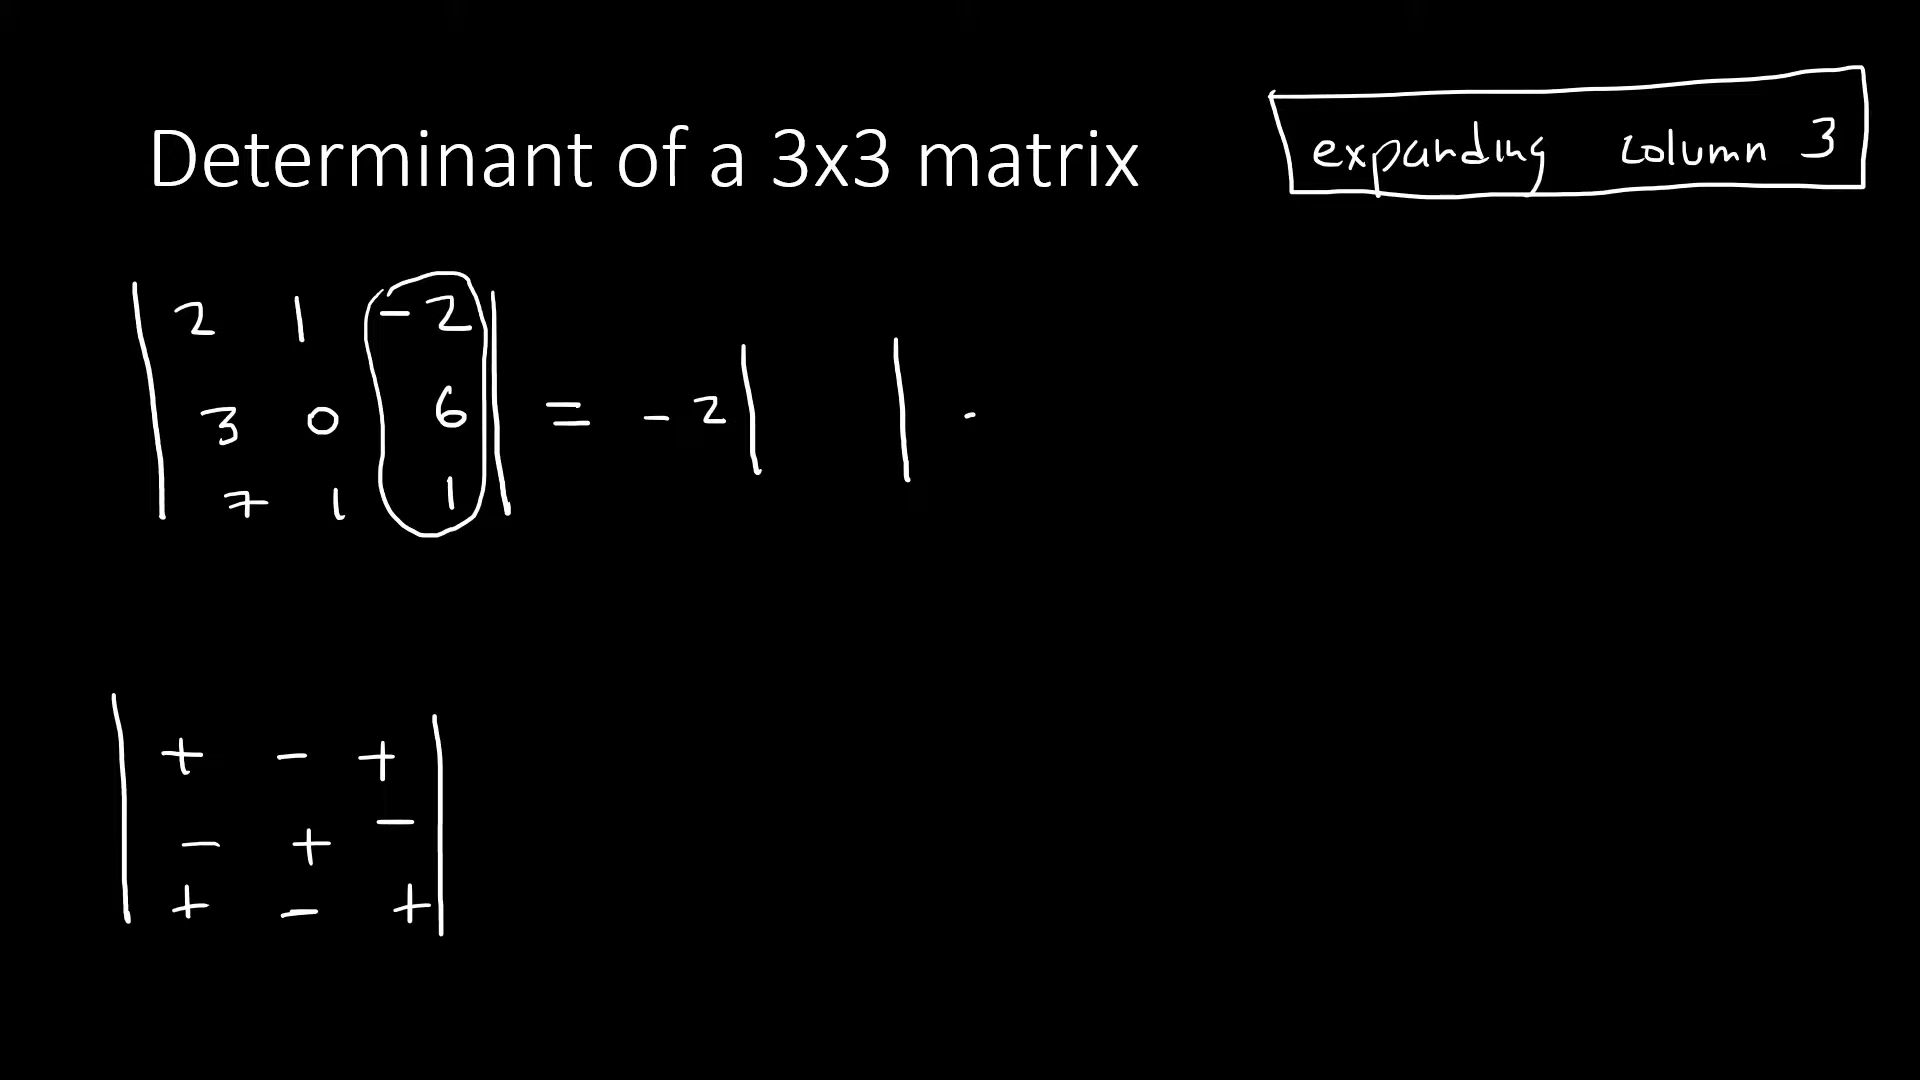 Determinant of a 3x3 matrix
expanding column 3
| 2 1 -2 |
| 3 0 6 | = - 2 |   | -
| 7 1 1 |
| + - + |
| - + - |
| + - + |